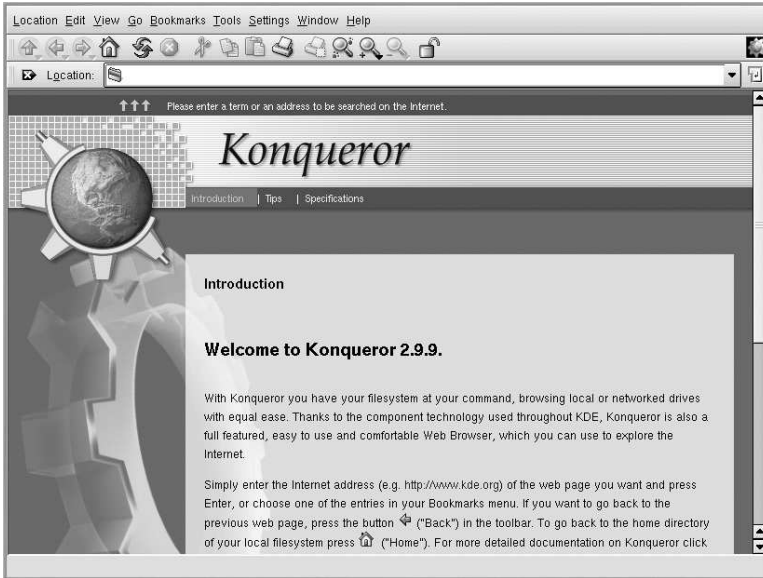 Location Edit View Go Bookmarks Tools Settings Window Help
Location:
Please enter a term or an address to be searched on the Internet.
Konqueror
Introduction | Tips | Specifications
Introduction
Welcome to Konqueror 2.9.9.
With Konqueror you have your filesystem at your command, browsing local or networked drives
with equal ease. Thanks to the component technology used throughout KDE, Konqueror is also a
full featured, easy to use and comfortable Web Browser, which you can use to explore the
Internet.
Simply enter the Internet address (e.g. http://www.kde.org) of the web page you want and press
Enter, or choose one of the entries in your Bookmarks menu. If you want to go back to the
previous web page, press the button ("Back") in the toolbar. To go back to the home directory
of your local filesystem press ("Home"). For more detailed documentation on Konqueror click